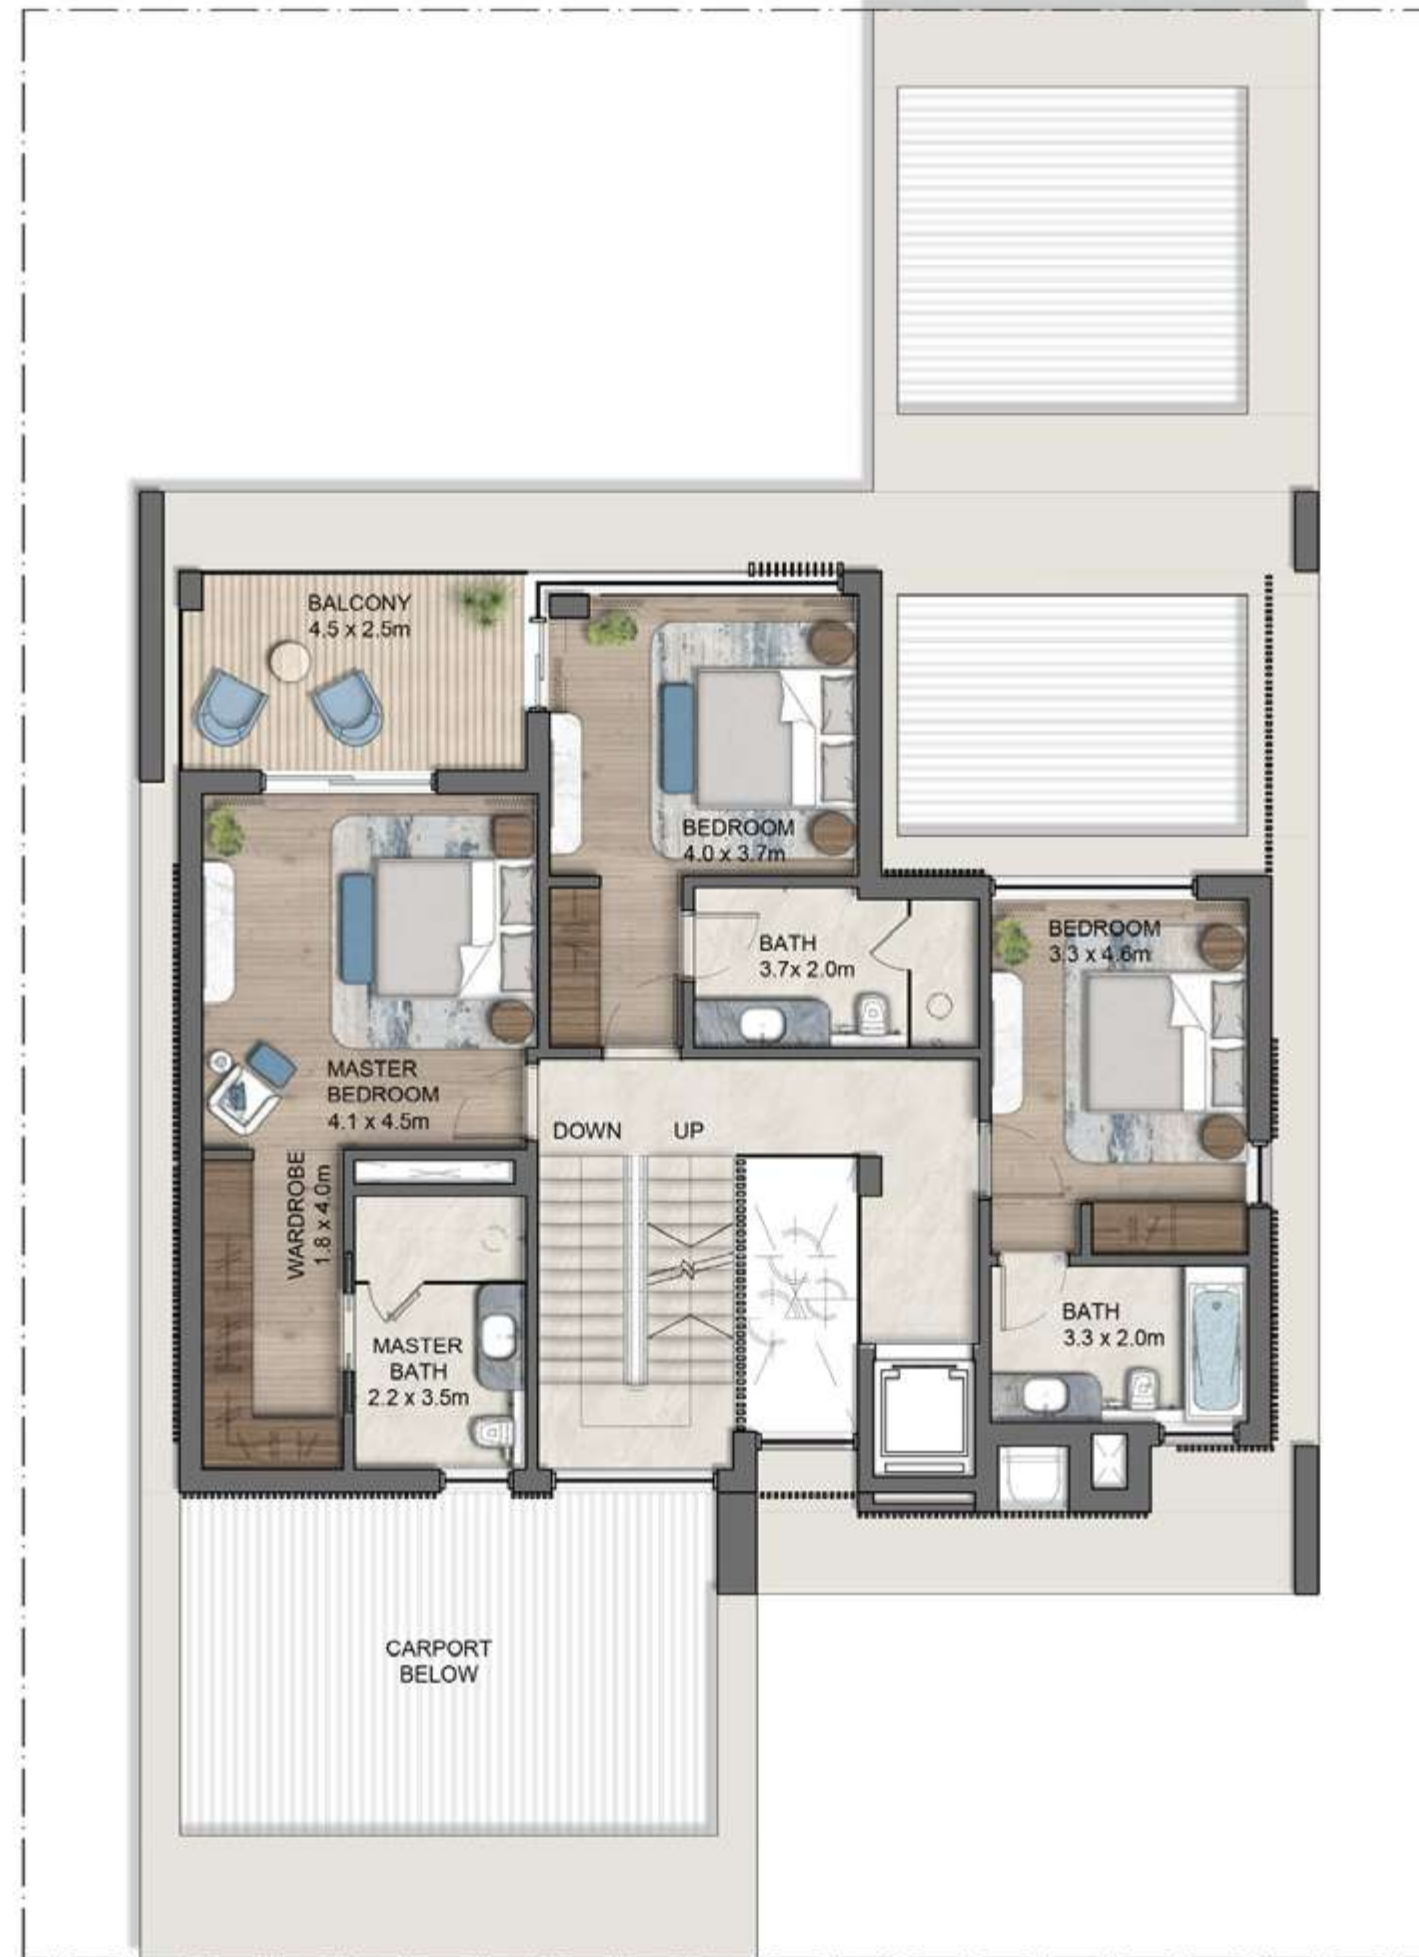 BALCONY
4.5 x 2.5m
BEDROOM
4.0 x 3.7m
BATH
3.7x 2.0m
BEDROOM
3.3 x 4.6m
MASTER
BEDROOM
4.1 x 4.5m
DOWN
UP
WARDROBE
1.8 x 4.0m
MASTER
BATH
2.2 x 3.5m
BATH
3.3 x 2.0m
CARPORT
BELOW